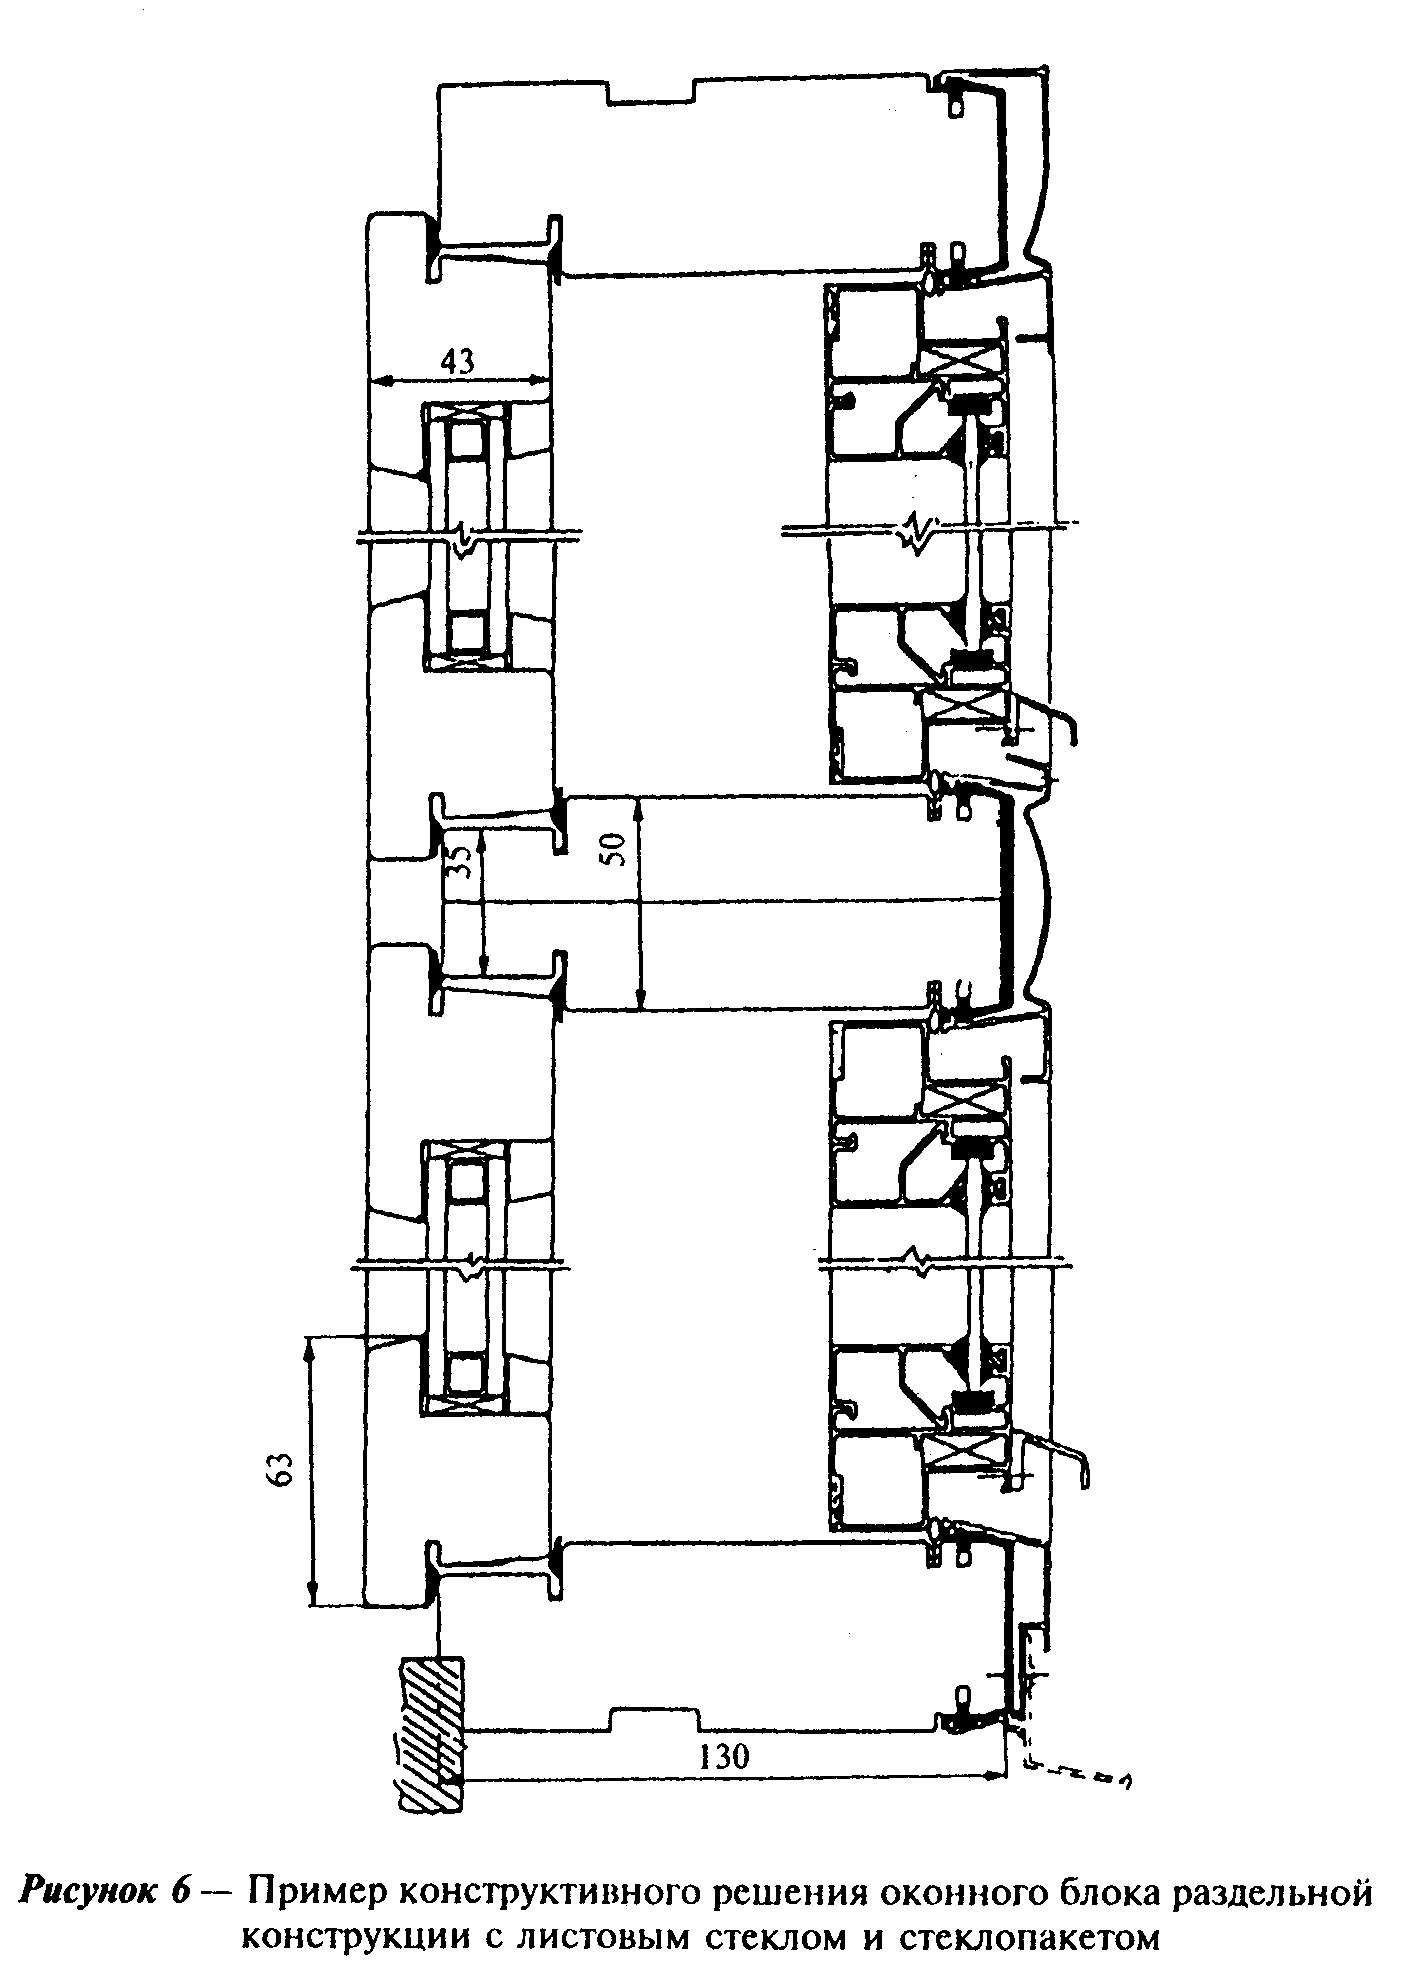 43
35
50
63
130
Рисунок 6 — Пример конструктивного решения оконного блока раздельной
конструкции с листовым стеклом и стеклопакетом